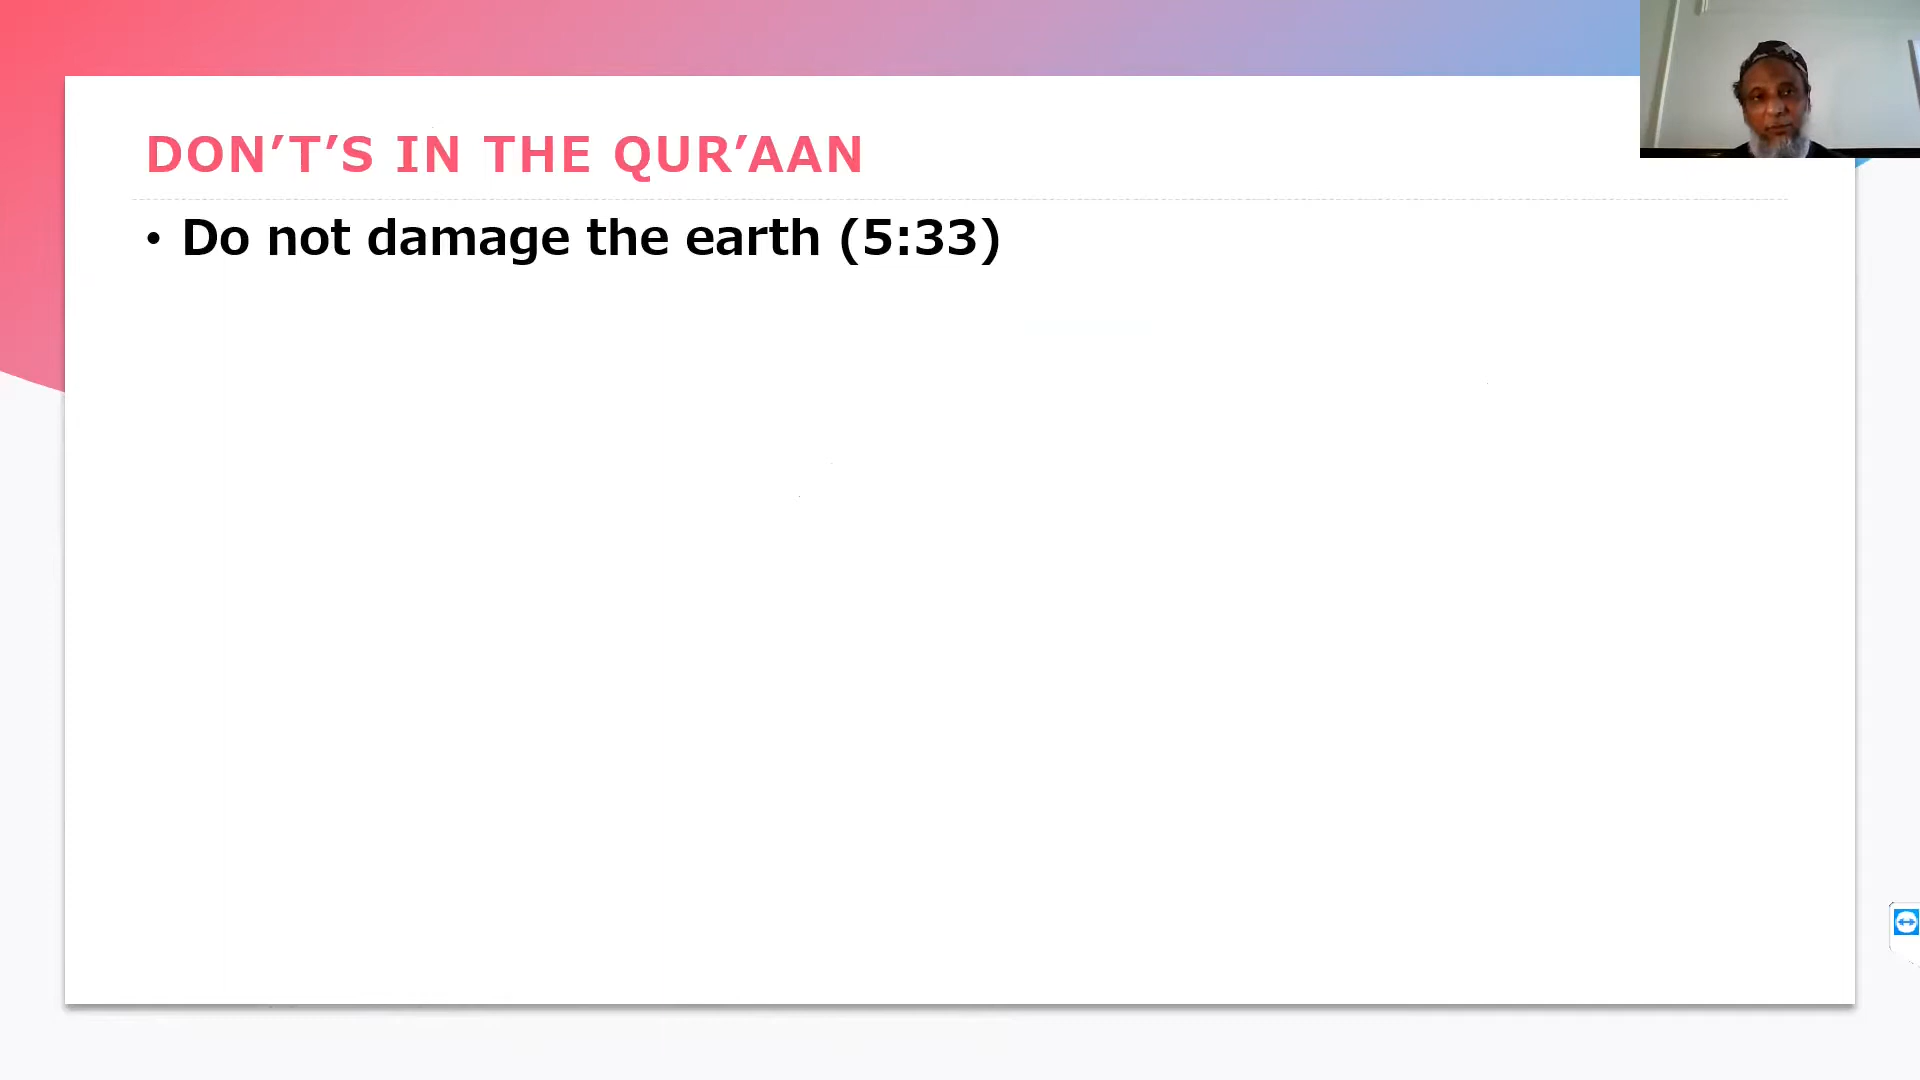 DON’T’S IN THE QUR’AAN
• Do not damage the earth (5:33)